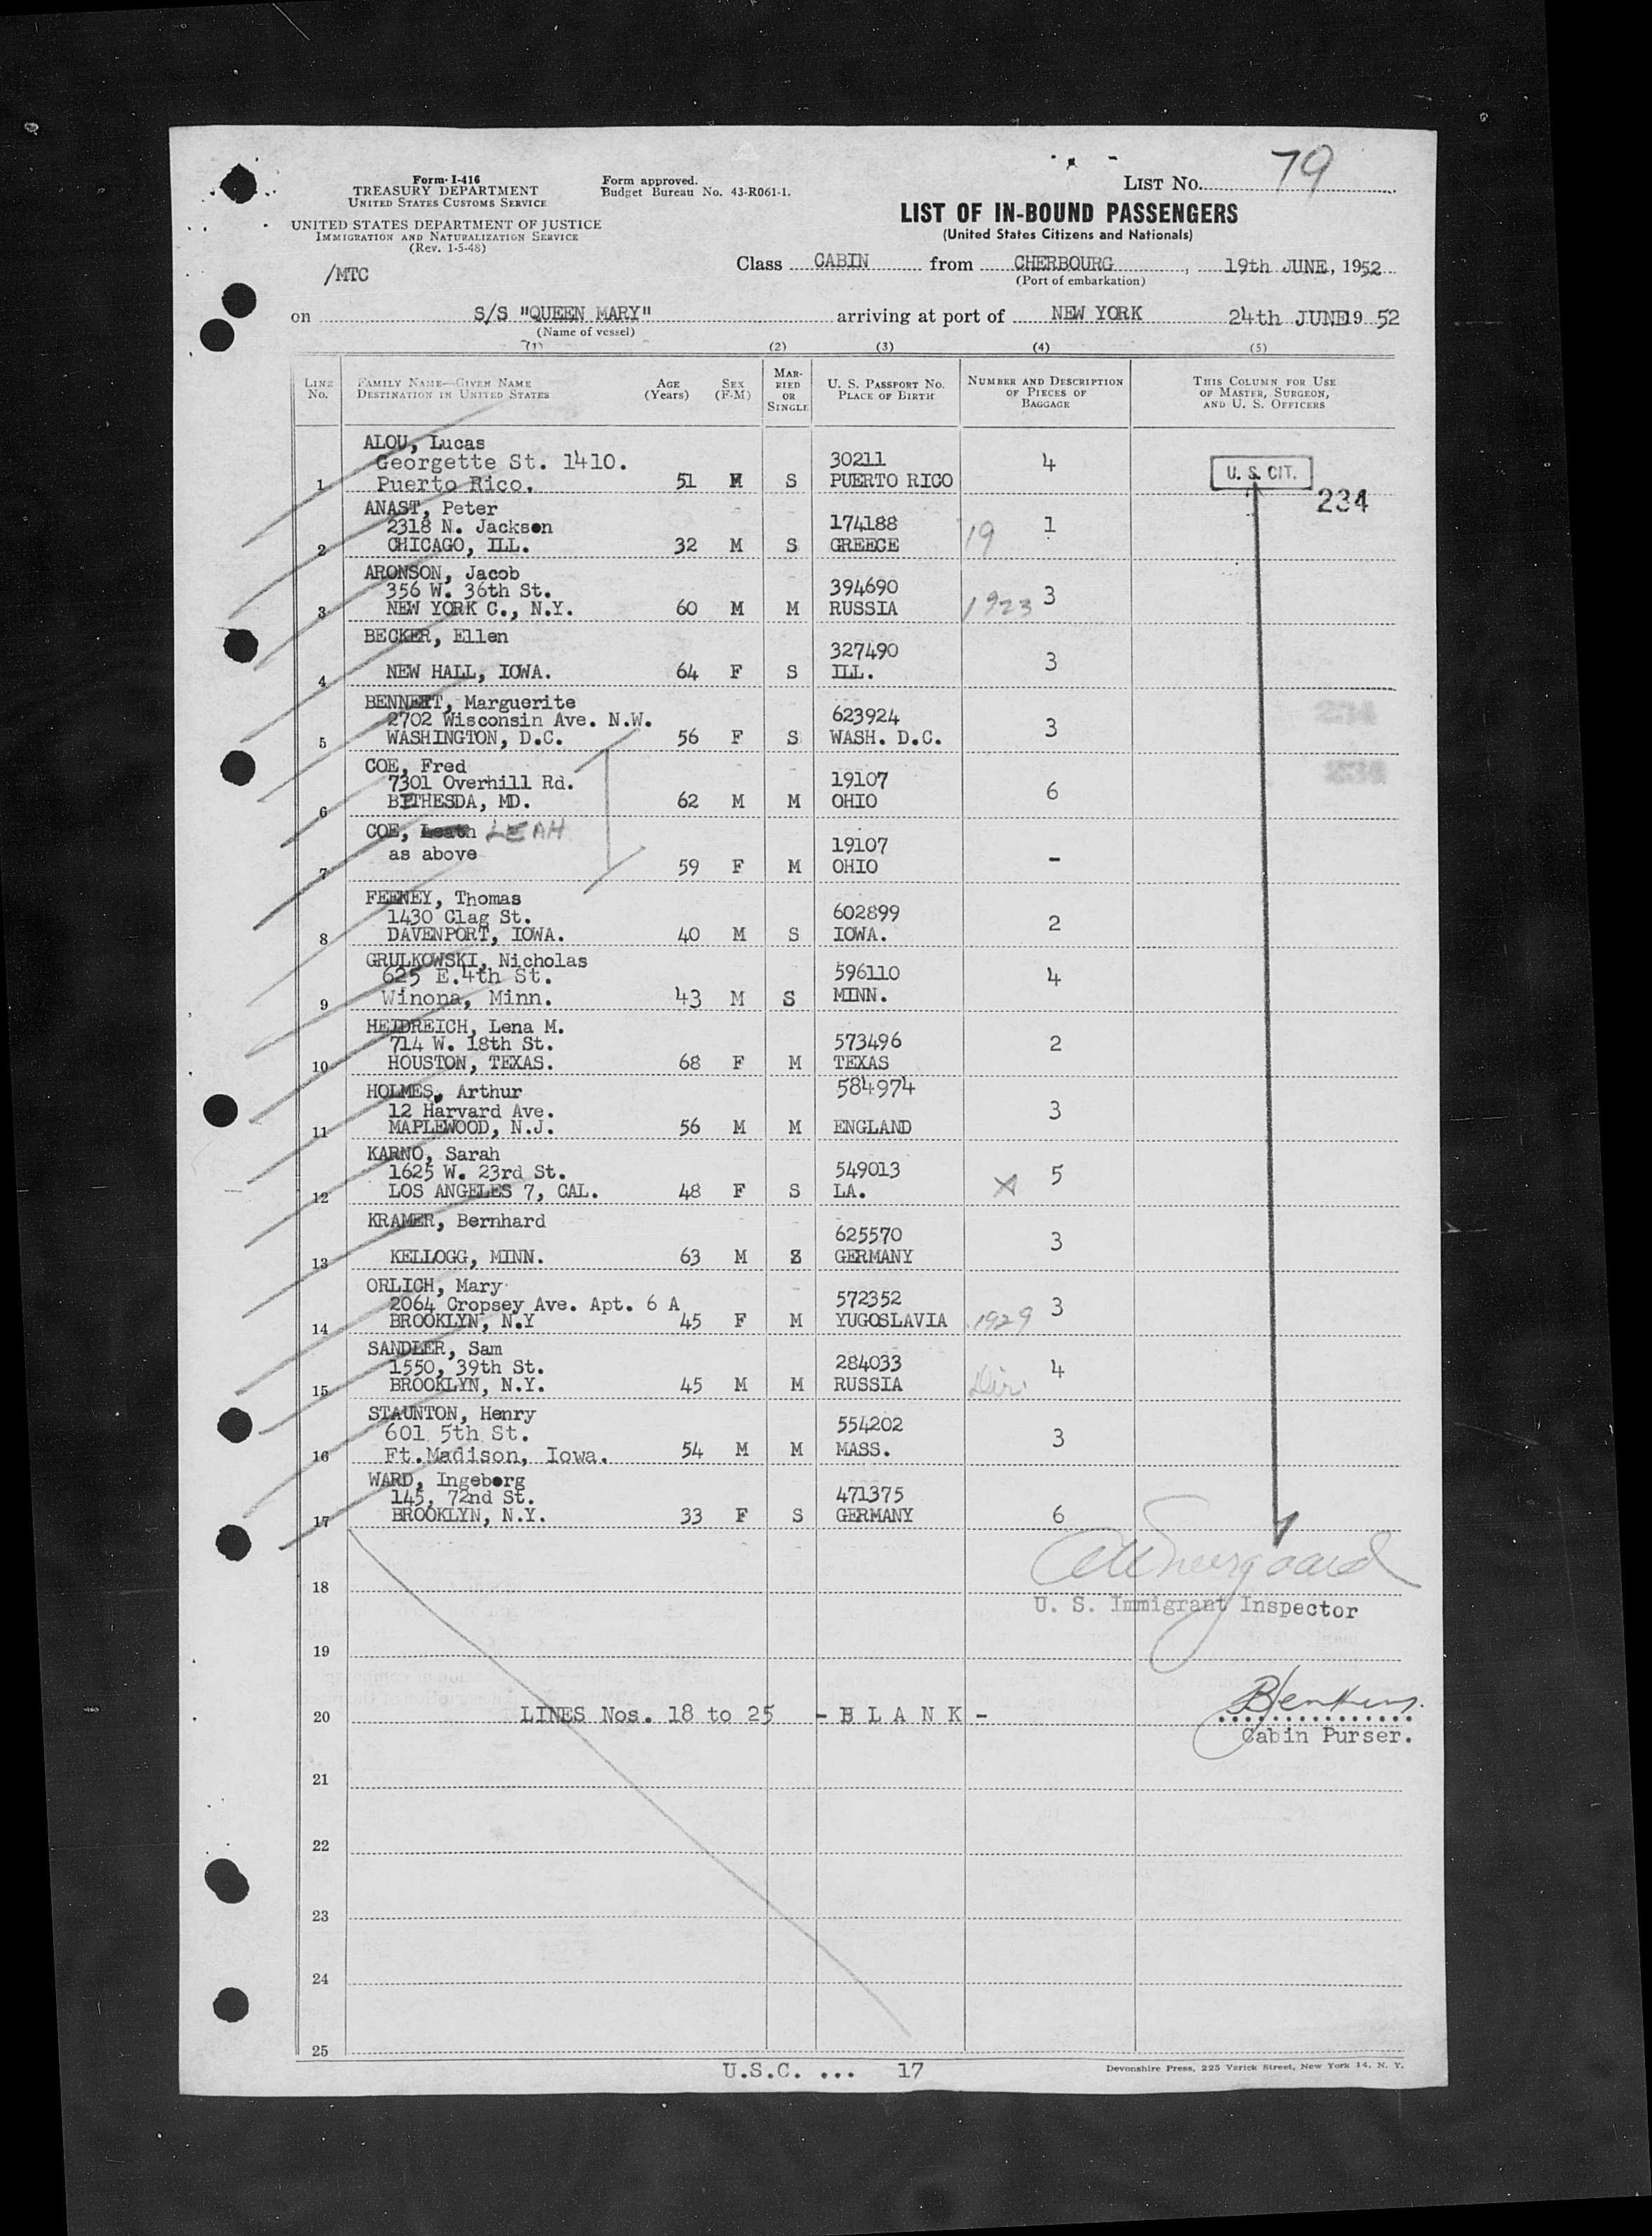 Form I-416
TREASURY DEPARTMENT
UNITED STATES CUSTOMS SERVICE
UNITED STATES DEPARTMENT OF JUSTICE
IMMIGRATION AND NATURALIZATION SERVICE
(Rev. 1-5-48)
Form approved.
Budget Bureau No. 43-R061-1.
LIST NO. 79
LIST OF IN-BOUND PASSENGERS
(United States Citizens and Nationals)
/MTC
Class CABIN from CHERBOURG, 19th JUNE, 1952
(Port of embarkation)
on S/S "QUEEN MARY" arriving at port of NEW YORK 24th JUNE 19 52
(Name of vessel)
(1) (2) (3) (4) (5)
LINE NO.
FAMILY NAME—GIVEN NAME
DESTINATION IN UNITED STATES
AGE (Years)
SEX (F-M)
MARRIED OR SINGLE
U. S. PASSPORT NO.
PLACE OF BIRTH
NUMBER AND DESCRIPTION OF PIECES OF BAGGAGE
THIS COLUMN FOR USE OF MASTER, SURGEON, AND U. S. OFFICERS
ALOU, Lucas
Georgette St. 1410. 30211 4 U. S. CIT.
1 Puerto Rico. 51 M S PUERTO RICO 234
ANAST, Peter
2318 N. Jackson 174188 19 1
2 CHICAGO, ILL. 32 M S GREECE
ARONSON, Jacob
356 W. 36th St. 394690 1923 3
3 NEW YORK C., N.Y. 60 M M RUSSIA
BECKER, Ellen
327490 3
4 NEW HALL, IOWA. 64 F S ILL.
BENNETT, Marguerite
2702 Wisconsin Ave. N.W. 623924 3 234
5 WASHINGTON, D.C. 56 F S WASH. D.C.
COE, Fred 234
7301 Overhill Rd. 19107 6
6 BETHESDA, MD. 62 M M OHIO
COE, LEAH
as above 19107 -
7 59 F M OHIO
FEENEY, Thomas
1430 Clag St. 602899 2
8 DAVENPORT, IOWA. 40 M S IOWA.
GRULKOWSKI, Nicholas
625 E.4th St. 596110 4
9 Winona, Minn. 43 M S MINN.
HEIDREICH, Lena M.
714 W. 18th St. 573496 2
10 HOUSTON, TEXAS. 68 F M TEXAS
HOLMES, Arthur 584974
12 Harvard Ave. 3
11 MAPLEWOOD, N.J. 56 M M ENGLAND
KARNO, Sarah
1625 W. 23rd St. 549013 X 5
12 LOS ANGELES 7, CAL. 48 F S LA.
KRAMER, Bernhard
625570 3
13 KELLOGG, MINN. 63 M S GERMANY
ORLICH, Mary
2064 Cropsey Ave. Apt. 6 A 572352 1929 3
14 BROOKLYN, N.Y 45 F M YUGOSLAVIA
SANDLER, Sam
1550, 39th St. 284033 4
15 BROOKLYN, N.Y. 45 M M RUSSIA
STAUNTON, Henry
601 5th St. 554202 3
16 Ft.Madison, Iowa. 54 M M MASS.
WARD, Ingeborg
145, 72nd St. 471375
17 BROOKLYN, N.Y. 33 F S GERMANY 6
18
U. S. Immigrant Inspector
19
20 LINES Nos. 18 to 25 - B L A N K -
Cabin Purser.
21
22
23
24
25
U.S.C. ... 17
Devonshire Press, 225 Varick Street, New York 14, N. Y.